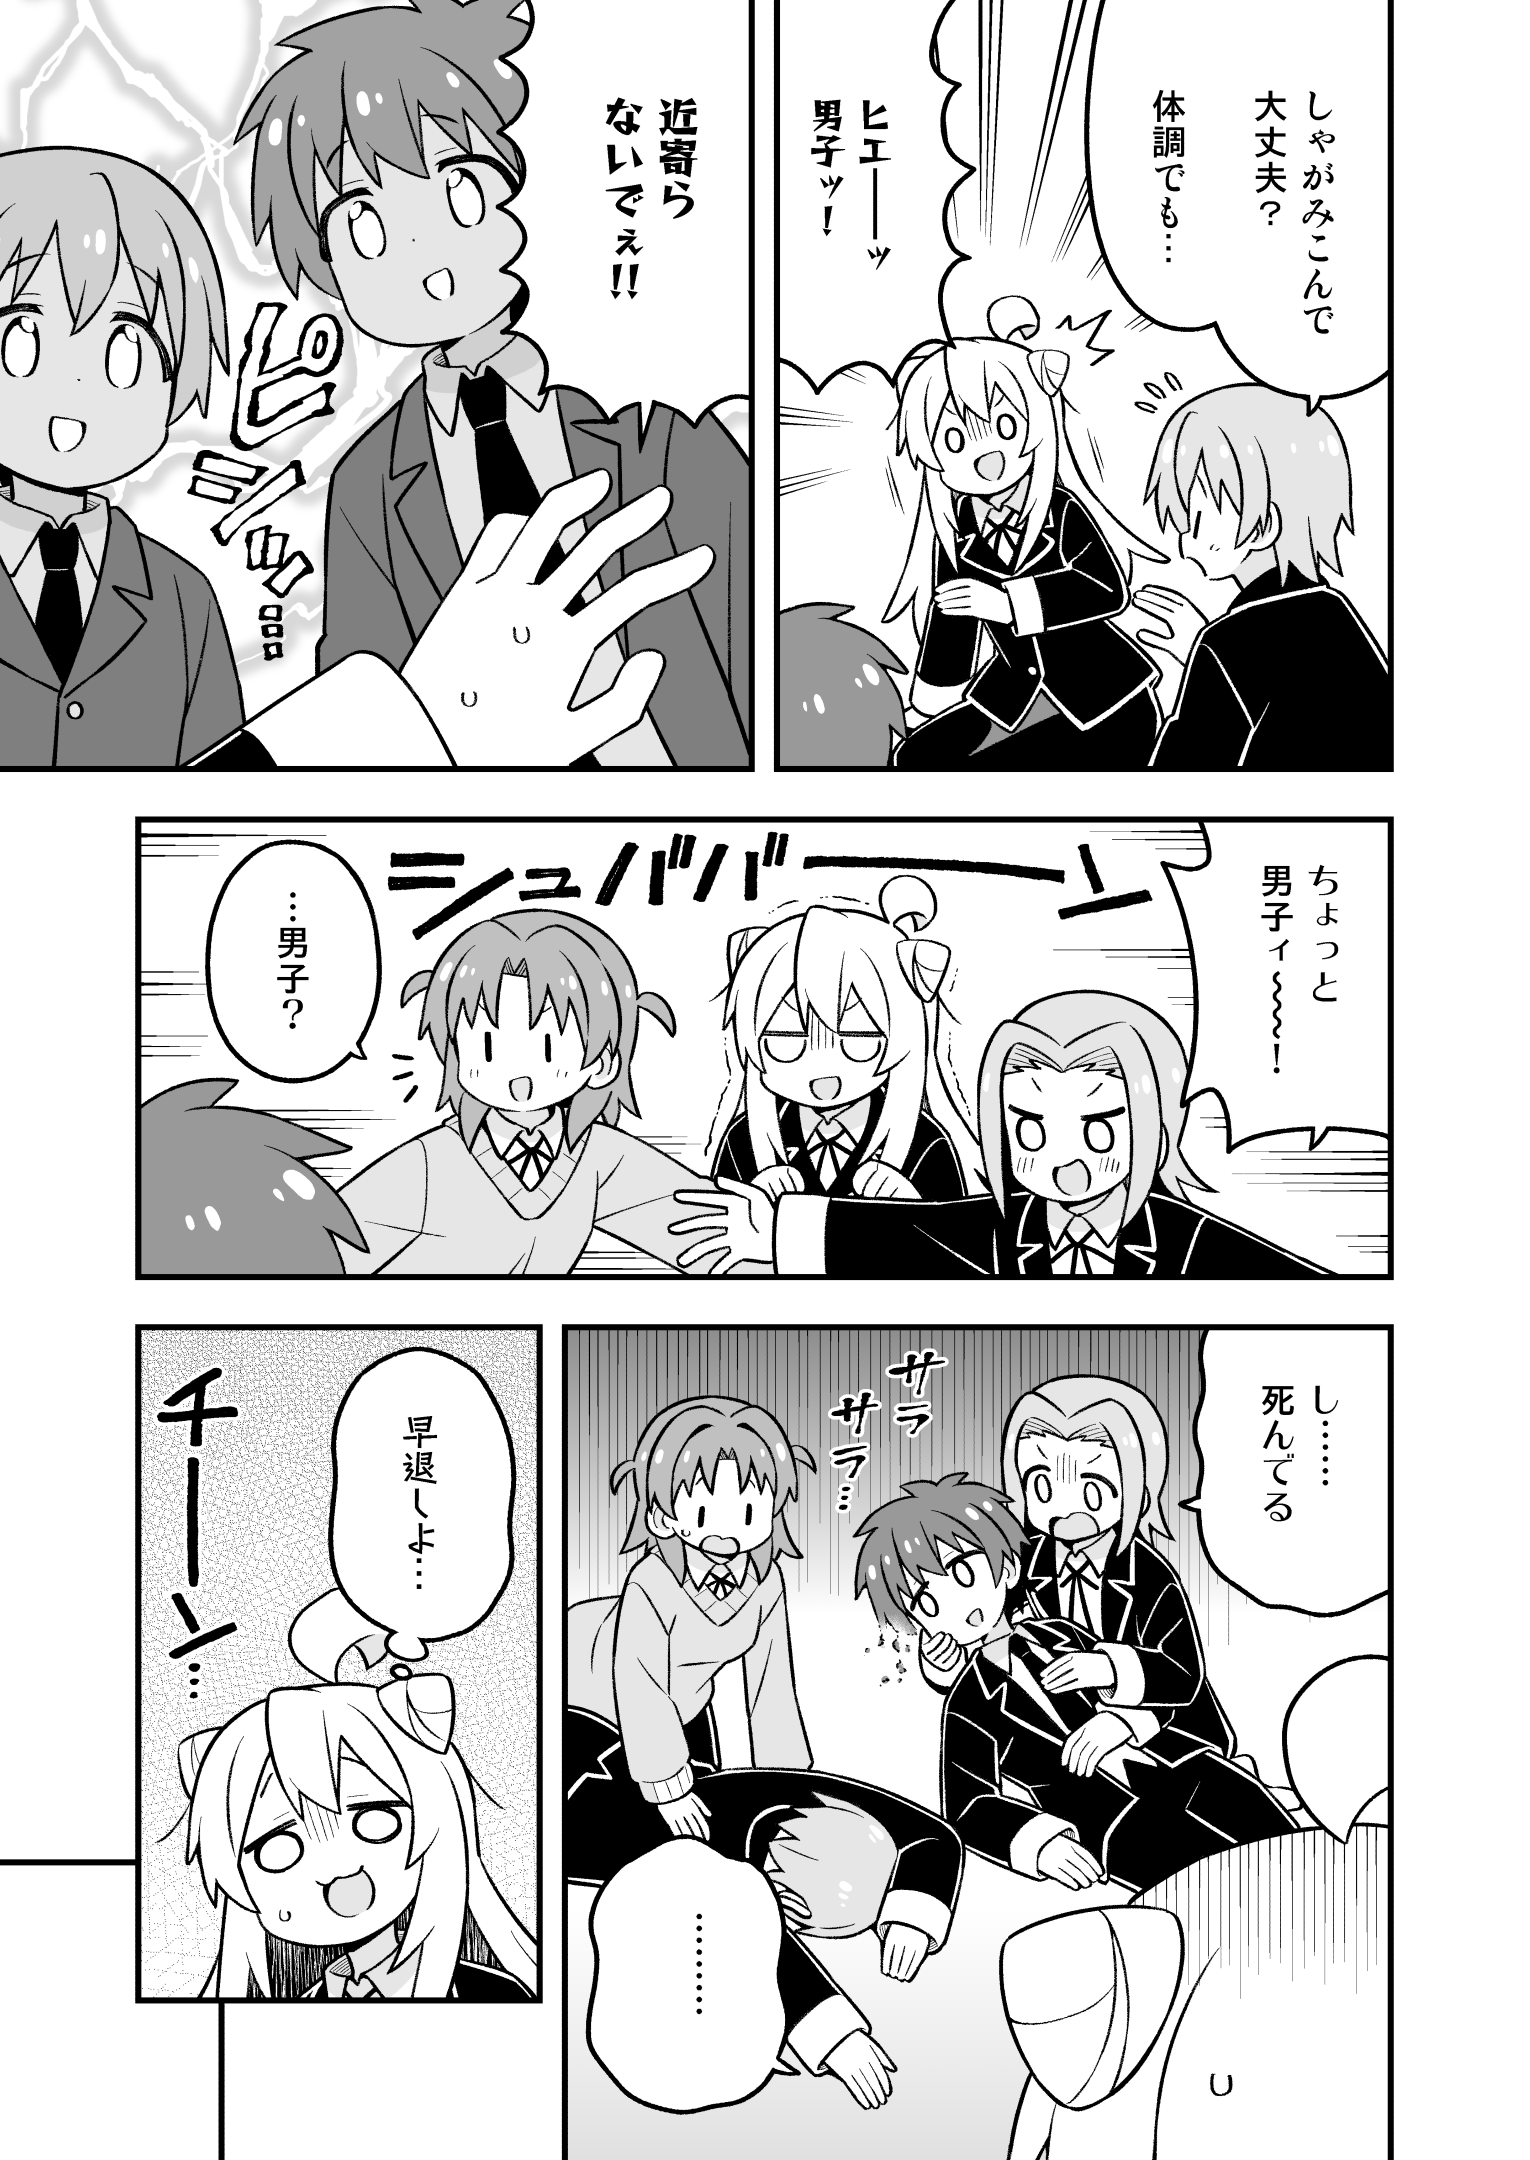 しゃがみこんで
大丈夫？
体調でも…
ヒエーーッ
男子ッ！
近寄ら
ないでぇ!!
ピシッ…
ちょっと
男子ィ〜〜〜！
シュババーーーン
…男子？
し……
死んでる
サラ
サラ…
………
早退しよ…
チーーン…